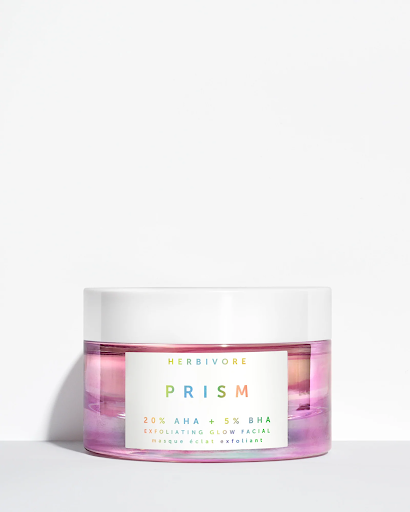 HERBIVORE
PRISM
20% AHA + 5% BHA
EXFOLIATING GLOW FACIAL
masque éclat exfoliant